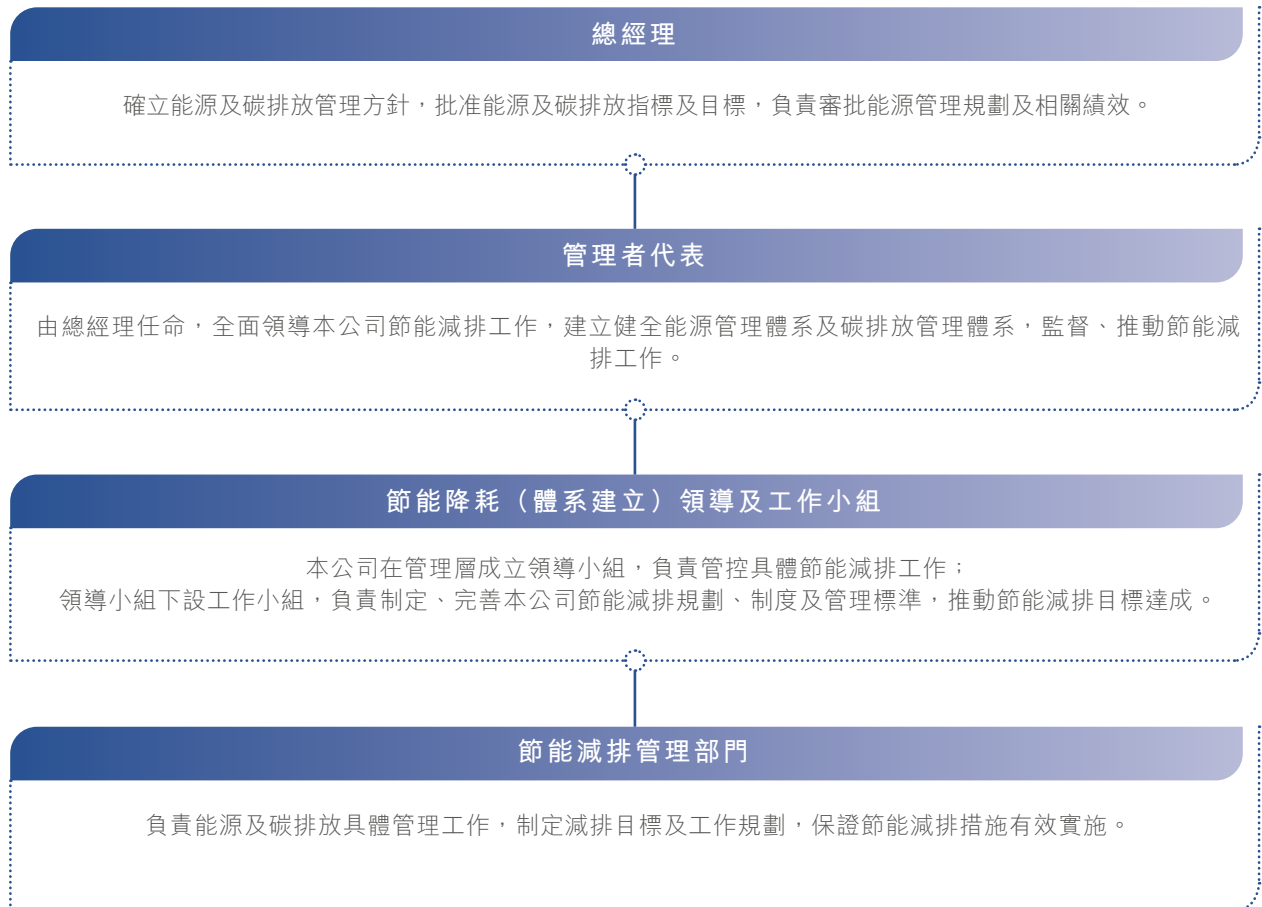 總經理
確立能源及碳排放管理方針，批准能源及碳排放指標及目標，負責審批能源管理規劃及相關績效。
管理者代表
由總經理任命，全面領導本公司節能減排工作，建立健全能源管理體系及碳排放管理體系，監督、推動節能減
排工作。
節能降耗（體系建立）領導及工作小組
本公司在管理層成立領導小組，負責管控具體節能減排工作；
領導小組下設工作小組，負責制定、完善本公司節能減排規劃、制度及管理標準，推動節能減排目標達成。
節能減排管理部門
負責能源及碳排放具體管理工作，制定減排目標及工作規劃，保證節能減排措施有效實施。